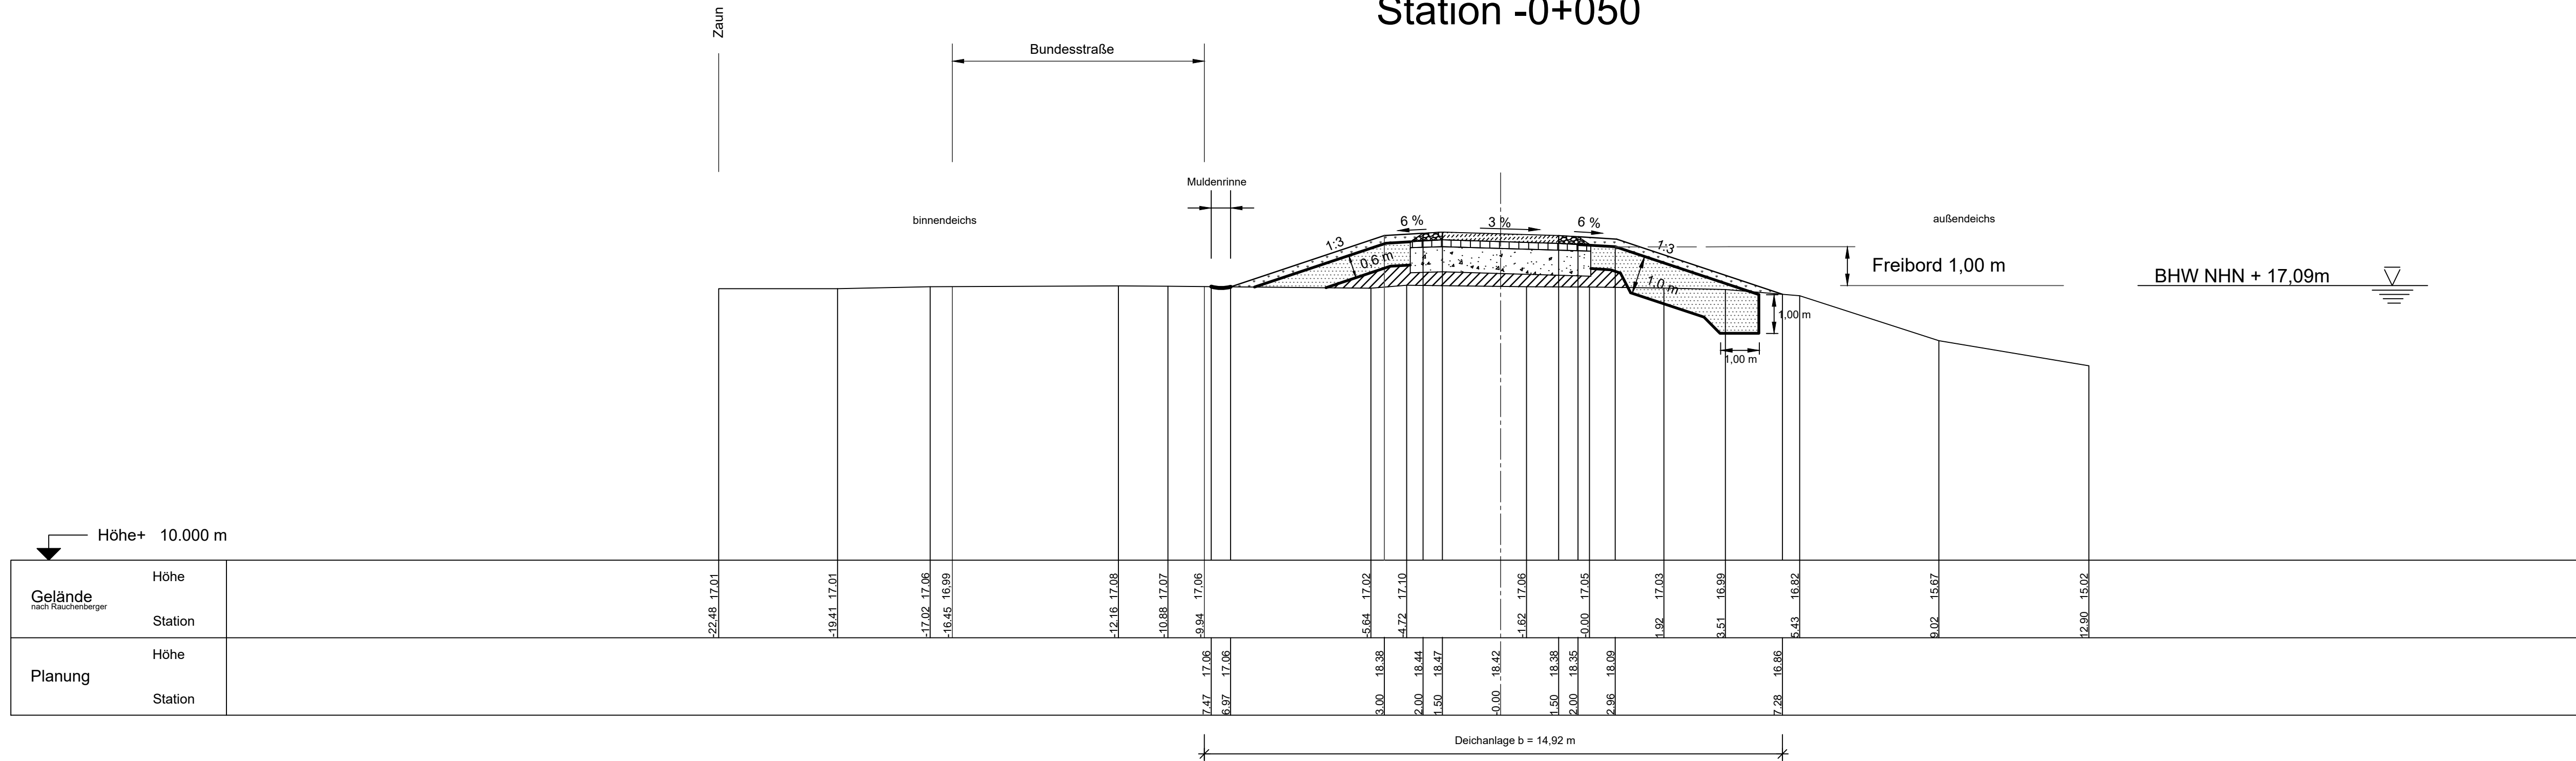 Station -0+050
Zaun
Bundesstraße
Muldenrinne
binnendeichs
außendeichs
6 %
3 %
6 %
1:3
1:3
0,6 m
1,0 m
Freibord 1,00 m
BHW NHN + 17,09m
1,00 m
1,00 m
Höhe+ 10.000 m
Gelände
nach Rauchenberger
Höhe
17.01 17.01 17.06 16.99 17.08 17.07 17.06 17.02 17.10 17.06 17.05 17.03 16.99 16.82 15.67 15.02
Station
-22.48 -19.41 -17.02 -16.45 -12.16 -10.88 -9.94 -5.64 -4.72 -1.62 -0.00 1.92 3.51 5.43 9.02 12.90
Planung
Höhe
17.06 17.06 18.38 18.44 18.47 18.42 18.38 18.35 18.09 16.86
Station
7.47 6.97 3.00 2.00 1.50 -0.00 1.50 2.00 2.96 7.28
Deichanlage b = 14,92 m